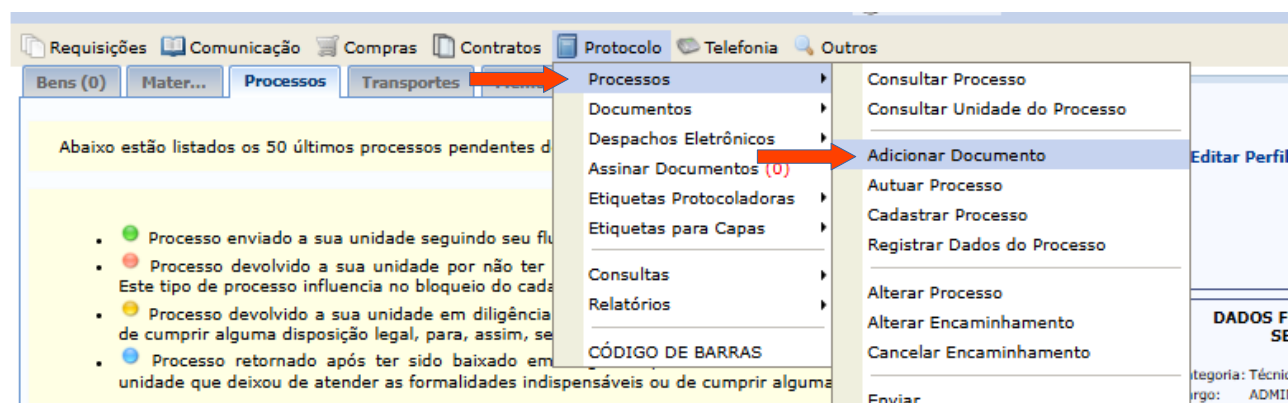 Requisições Comunicação Compras Contratos Protocolo Telefonia Outros
Bens (0) Mater... Processos Transportes
Abaixo estão listados os 50 últimos processos pendentes d
Processo enviado a sua unidade seguindo seu flu
Processo devolvido a sua unidade por não ter
Este tipo de processo influencia no bloqueio do cada
Processo devolvido a sua unidade em diligência
de cumprir alguma disposição legal, para, assim, se
Processo retornado após ter sido baixado em
unidade que deixou de atender as formalidades indispensáveis ou de cumprir alguma
Processos
Documentos
Despachos Eletrônicos
Assinar Documentos (0)
Etiquetas Protocoladoras
Etiquetas para Capas
Consultas
Relatórios
CÓDIGO DE BARRAS
Consultar Processo
Consultar Unidade do Processo
Adicionar Documento
Autuar Processo
Cadastrar Processo
Registrar Dados do Processo
Alterar Processo
Alterar Encaminhamento
Cancelar Encaminhamento
Enviar
Editar Perfil
DADOS F
SE
tegoria: Técnic
rgo: ADMI